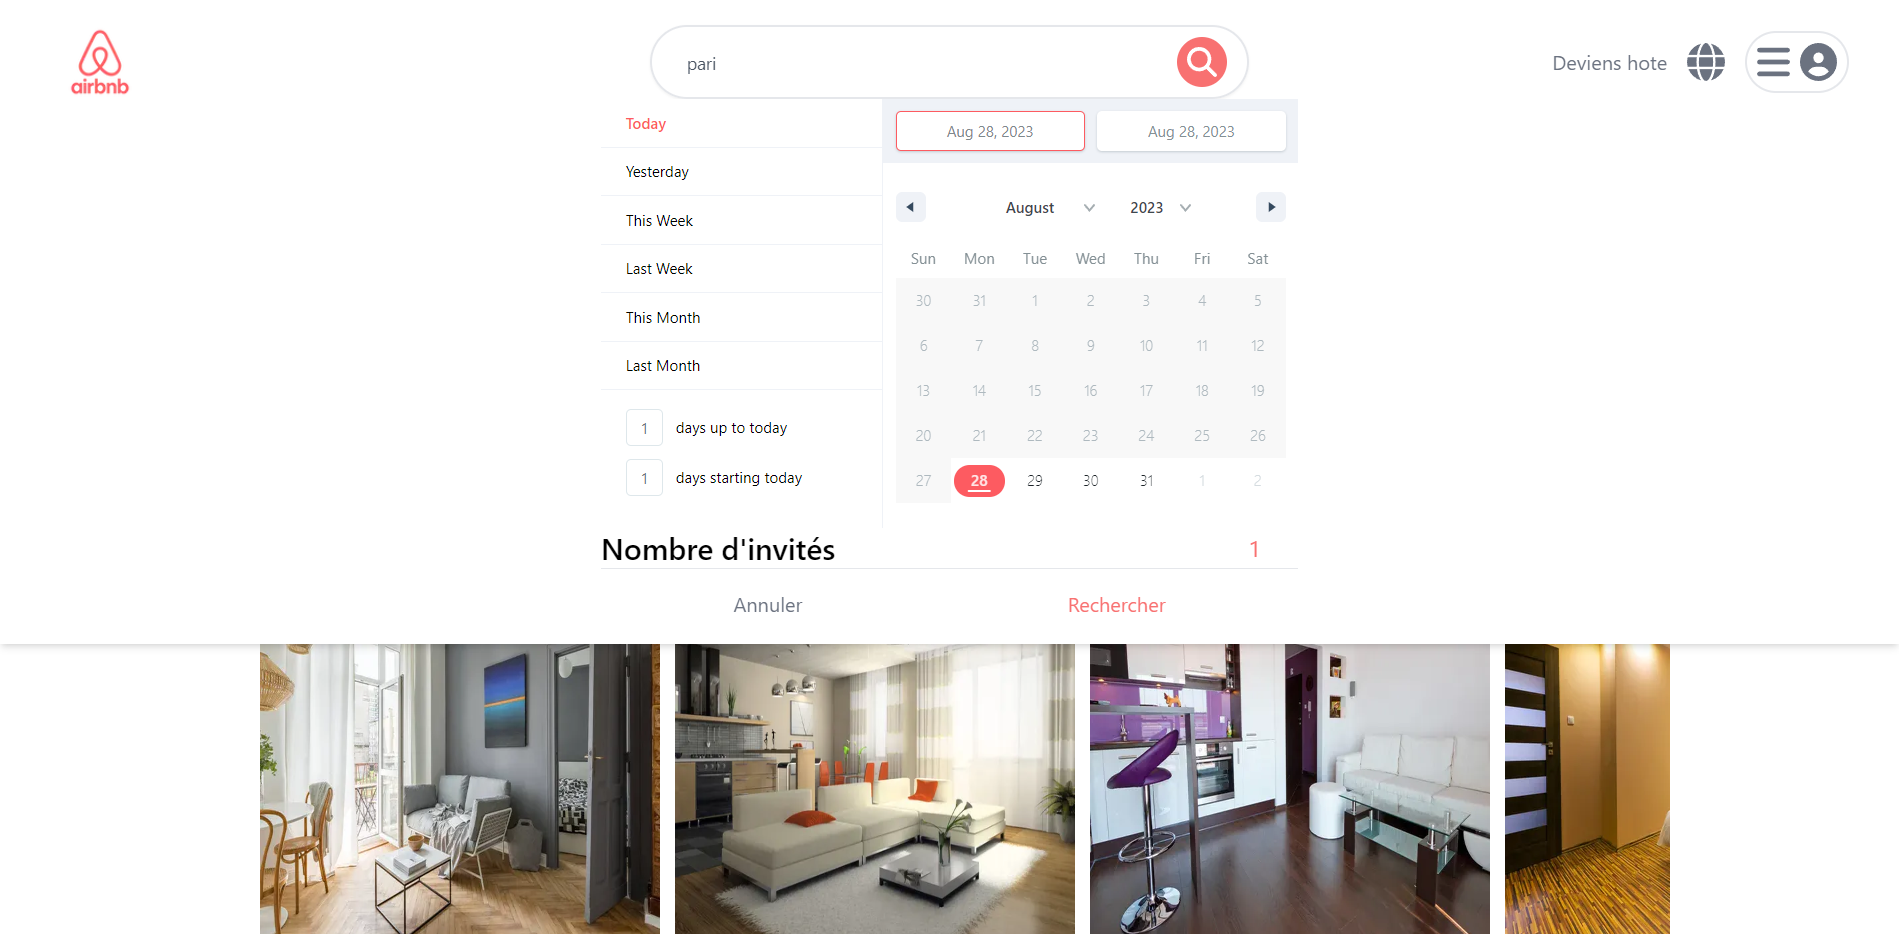 airbnb
pari
Deviens hote
Today
Yesterday
This Week
Last Week
This Month
Last Month
1 days up to today
1 days starting today
Aug 28, 2023 Aug 28, 2023
August 2023
Sun Mon Tue Wed Thu Fri Sat
30 31 1 2 3 4 5
6 7 8 9 10 11 12
13 14 15 16 17 18 19
20 21 22 23 24 25 26
27 28 29 30 31 1 2
Nombre d'invités 1
Annuler Rechercher